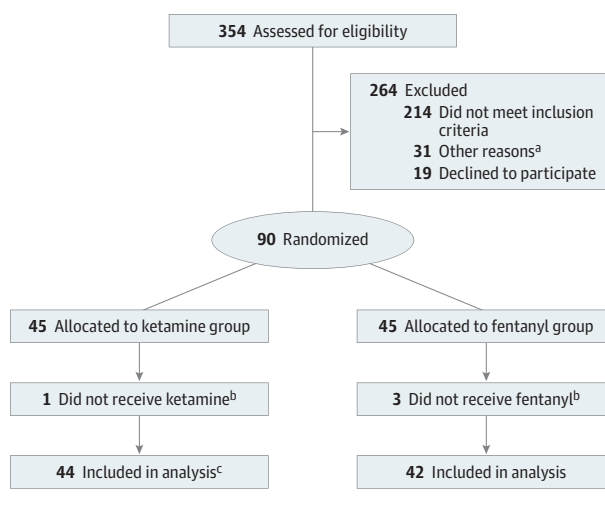 354 Assessed for eligibility
264 Excluded
214 Did not meet inclusion
criteria
31 Other reasonsᵃ
19 Declined to participate
90 Randomized
45 Allocated to ketamine group
45 Allocated to fentanyl group
1 Did not receive ketamineᵇ
3 Did not receive fentanylᵇ
44 Included in analysisᶜ
42 Included in analysis